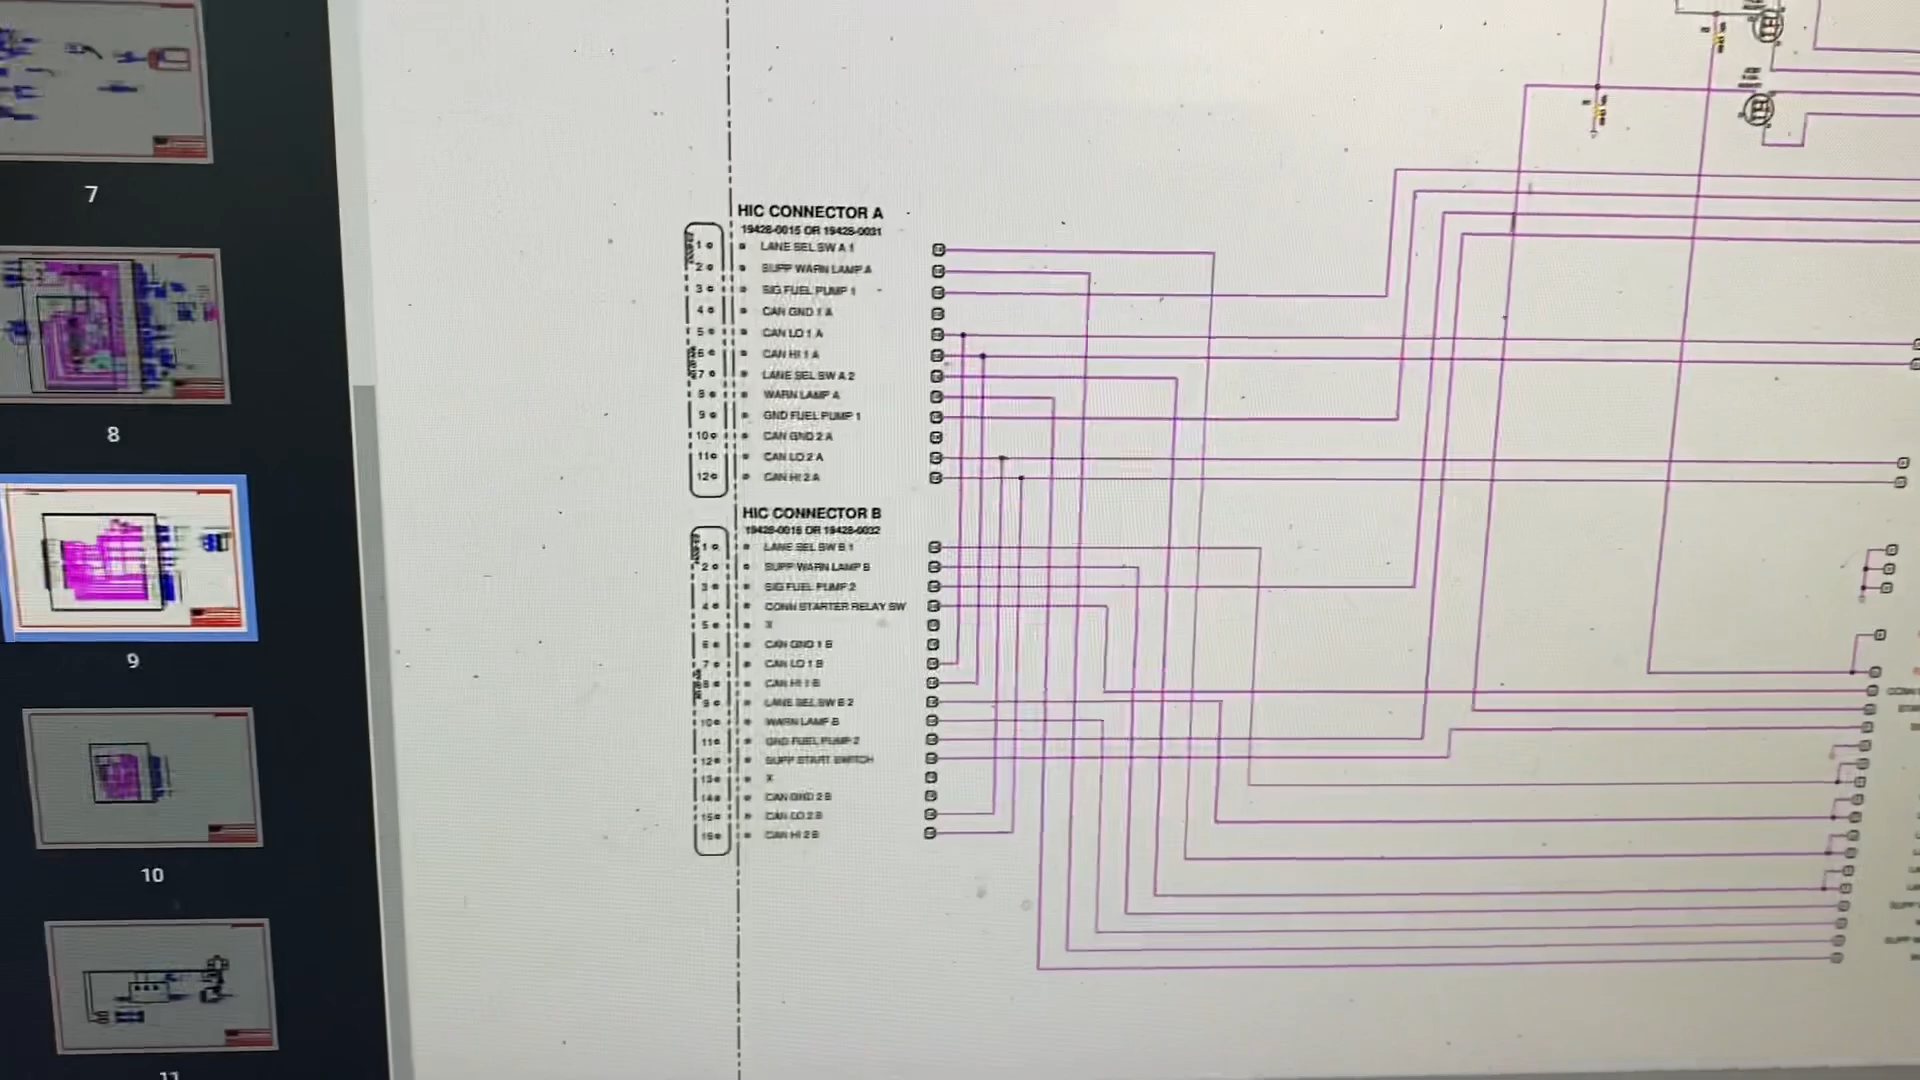 7
8
9
10
11
HIC CONNECTOR A
19428-0015 OR 19428-0031
1 LANE SEL SW A 1
2 SUPP WARN LAMP A
3 SIG FUEL PUMP 1
4 CAN GND 1 A
5 CAN LO 1 A
6 CAN HI 1 A
7 LANE SEL SW A 2
8 WARN LAMP A
9 GND FUEL PUMP 1
10 CAN GND 2 A
11 CAN LO 2 A
12 CAN HI 2 A
HIC CONNECTOR B
19428-0016 OR 19428-0032
1 LANE SEL SW B 1
2 SUPP WARN LAMP B
3 SIG FUEL PUMP 2
4 CONN STARTER RELAY SW
5 X
6 CAN GND 1 B
7 CAN LO 1 B
8 CAN HI 1 B
9 LANE SEL SW B 2
10 WARN LAMP B
11 GND FUEL PUMP 2
12 SUPP START SWITCH
13 X
14 CAN GND 2 B
15 CAN LO 2 B
16 CAN HI 2 B